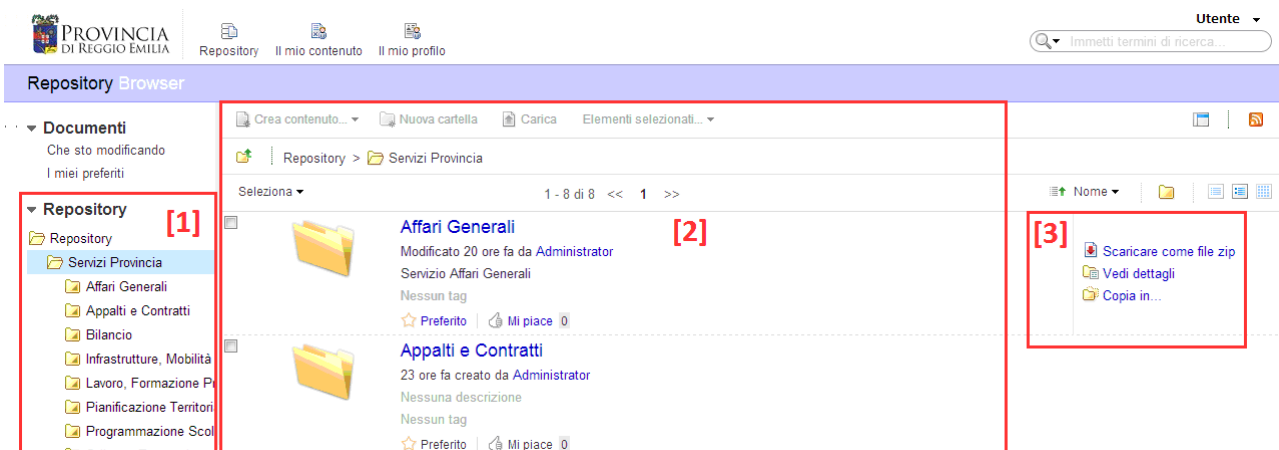 PROVINCIA
DI REGGIO EMILIA
Repository Il mio contenuto Il mio profilo
Utente
Immetti termini di ricerca...
Repository Browser
Documenti
Che sto modificando
I miei preferiti
Repository
[1]
Repository
Servizi Provincia
Affari Generali
Appalti e Contratti
Bilancio
Infrastrutture, Mobilità
Lavoro, Formazione Pr
Pianificazione Territori
Programmazione Scol
Crea contenuto... Nuova cartella Carica Elementi selezionati...
Repository > Servizi Provincia
Seleziona 1 - 8 di 8 << 1 >> Nome
[2]
Affari Generali
Modificato 20 ore fa da Administrator
Servizio Affari Generali
Nessun tag
Preferito Mi piace 0
[3]
Scaricare come file zip
Vedi dettagli
Copia in...
Appalti e Contratti
23 ore fa creato da Administrator
Nessuna descrizione
Nessun tag
Preferito Mi piace 0